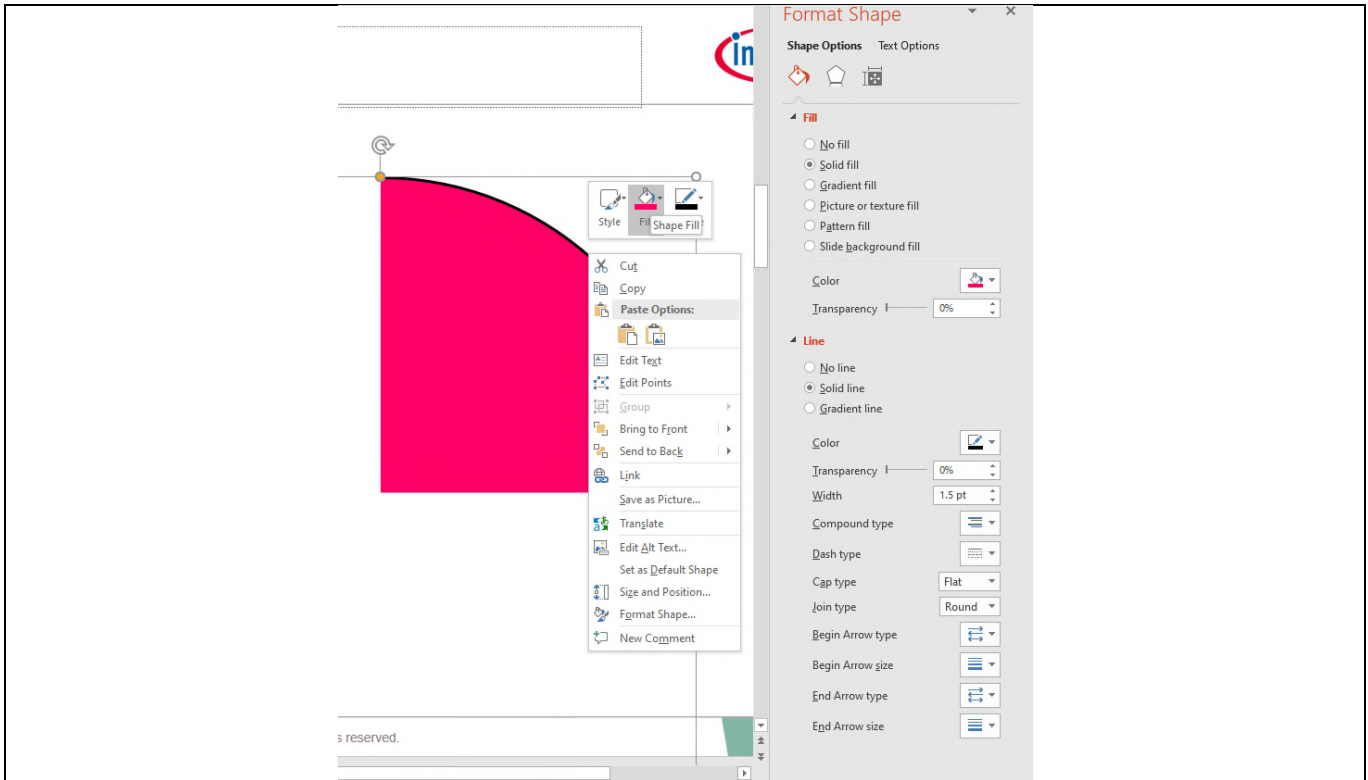 Format Shape
in
Shape Options Text Options
Fill
No fill
Solid fill
Gradient fill
Picture or texture fill
Pattern fill
Slide background fill
Color
Transparency 0%
Line
No line
Solid line
Gradient line
Color
Transparency 0%
Width 1.5 pt
Compound type
Dash type
Cap type Flat
Join type Round
Begin Arrow type
Begin Arrow size
End Arrow type
End Arrow size
Style Fill
Shape Fill
Cut
Copy
Paste Options:
Edit Text
Edit Points
Group
Bring to Front
Send to Back
Link
Save as Picture...
Translate
Edit Alt Text...
Set as Default Shape
Size and Position...
Format Shape...
New Comment
s reserved.